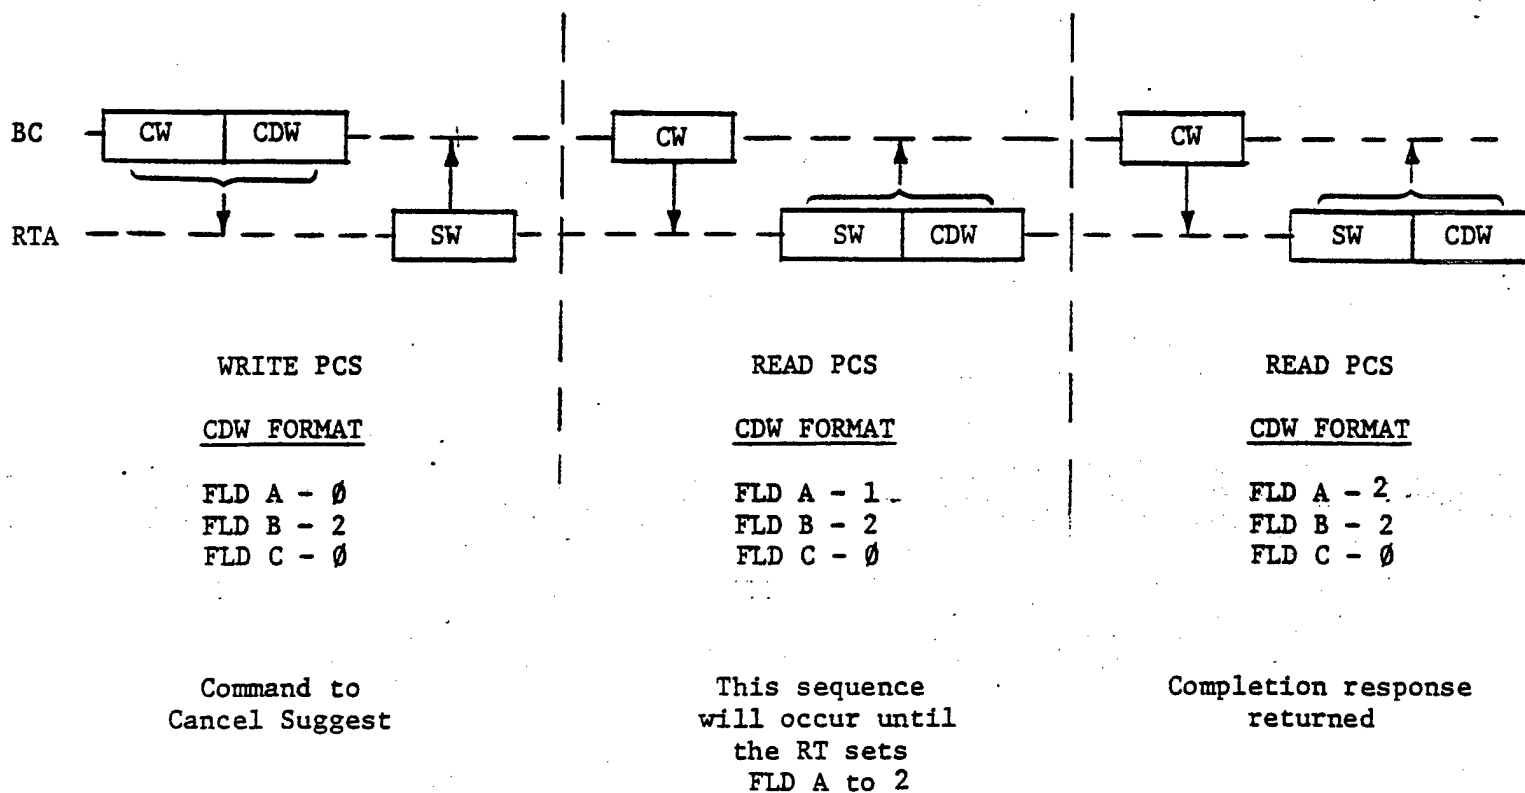 BC CW CDW CW CW
RTA SW SW CDW SW CDW
WRITE PCS
CDW FORMAT
FLD A - Ø
FLD B - 2
FLD C - Ø
Command to
Cancel Suggest
READ PCS
CDW FORMAT
FLD A - 1
FLD B - 2
FLD C - Ø
This sequence
will occur until
the RT sets
FLD A to 2
READ PCS
CDW FORMAT
FLD A - 2
FLD B - 2
FLD C - Ø
Completion response
returned